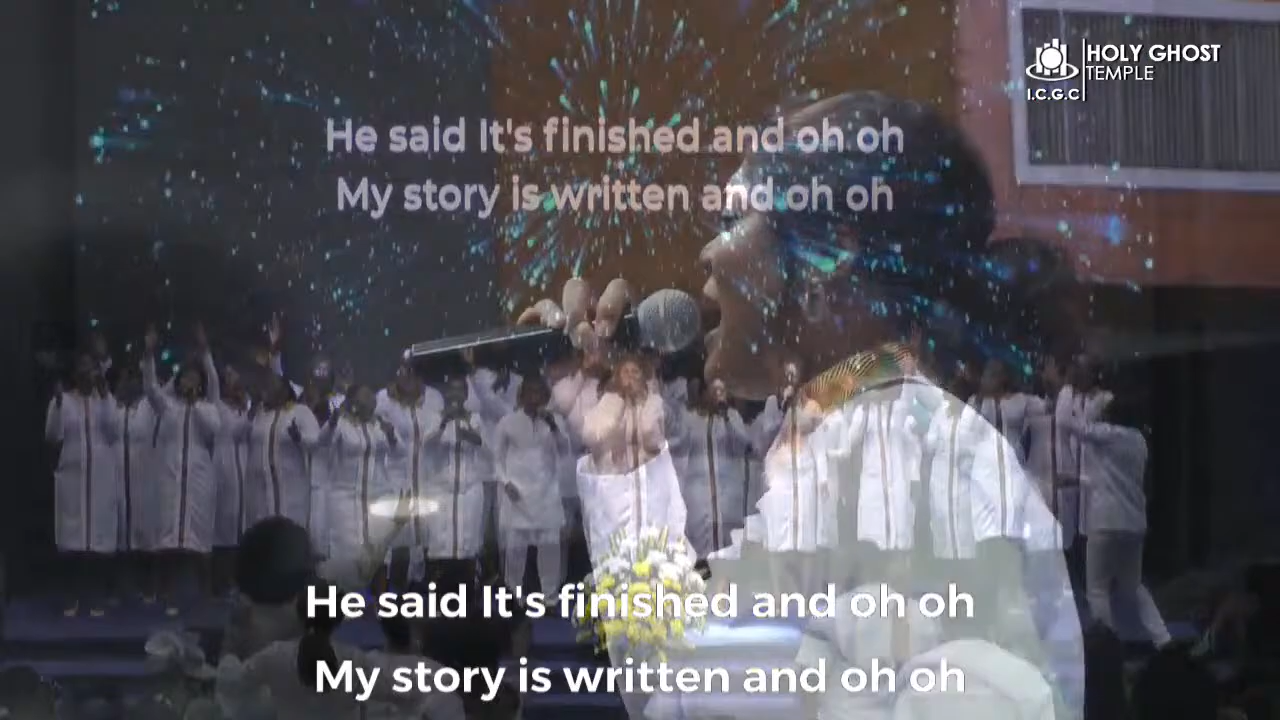 HOLY GHOST
TEMPLE
I.C.G.C
He said It's finished and oh oh
My story is written and oh oh
He said It's finished and oh oh
My story is written and oh oh